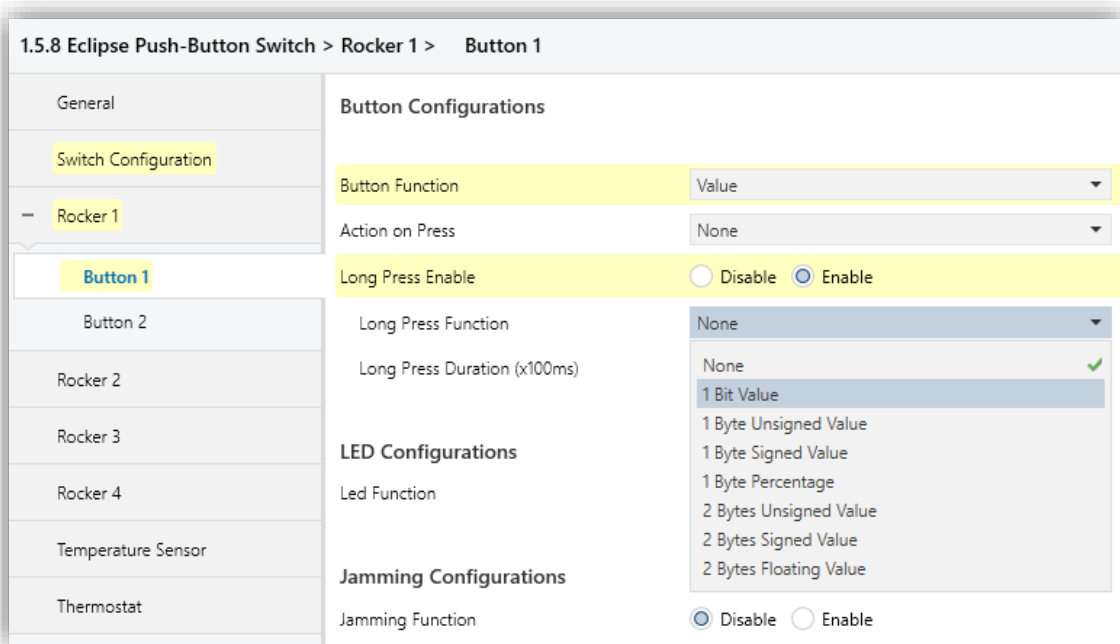 1.5.8 Eclipse Push-Button Switch > Rocker 1 > Button 1
General
Switch Configuration
Rocker 1
Button 1
Button 2
Rocker 2
Rocker 3
Rocker 4
Temperature Sensor
Thermostat
Button Configurations
Button Function Value
Action on Press None
Long Press Enable Disable Enable
Long Press Function None
Long Press Duration (x100ms)
None
1 Bit Value
1 Byte Unsigned Value
1 Byte Signed Value
1 Byte Percentage
2 Bytes Unsigned Value
2 Bytes Signed Value
2 Bytes Floating Value
LED Configurations
Led Function
Jamming Configurations
Jamming Function Disable Enable